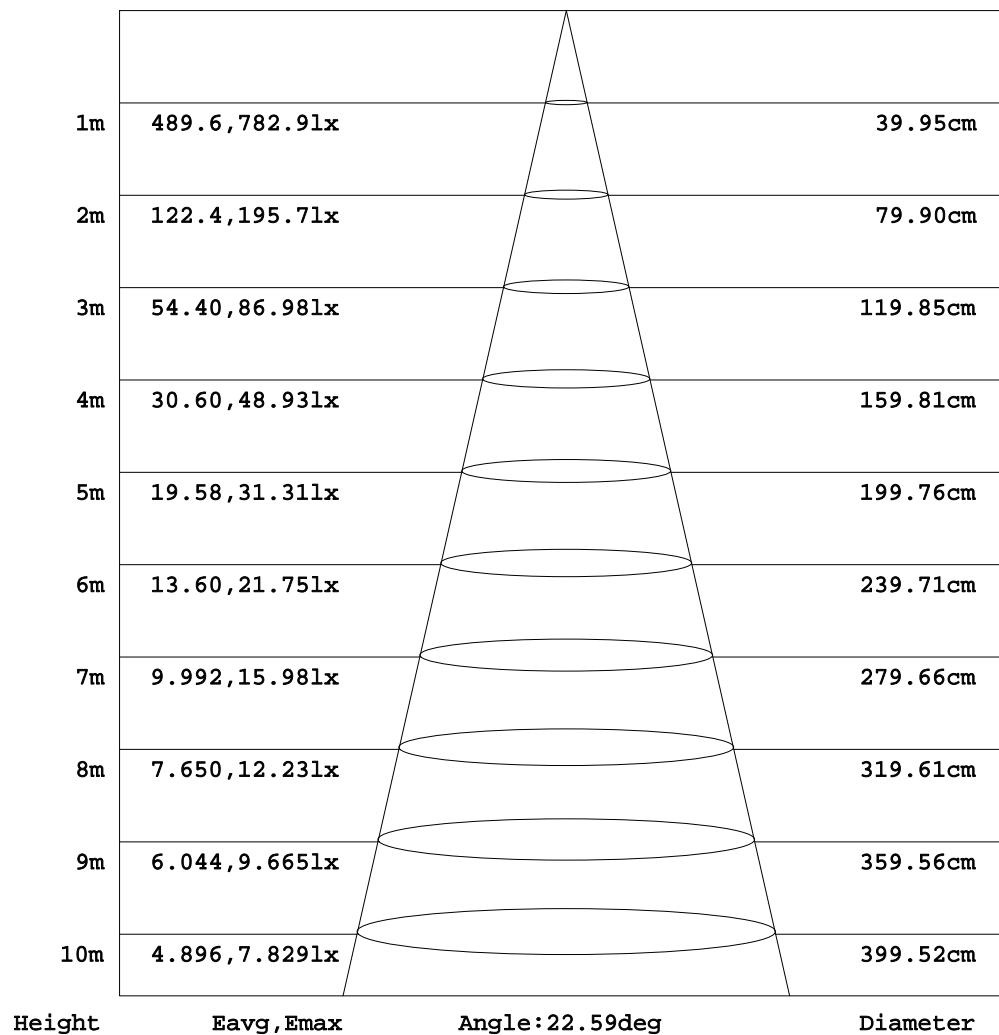 1m 489.6,782.9lx 39.95cm
2m 122.4,195.7lx 79.90cm
3m 54.40,86.98lx 119.85cm
4m 30.60,48.93lx 159.81cm
5m 19.58,31.31lx 199.76cm
6m 13.60,21.75lx 239.71cm
7m 9.992,15.98lx 279.66cm
8m 7.650,12.23lx 319.61cm
9m 6.044,9.665lx 359.56cm
10m 4.896,7.829lx 399.52cm
Height Eavg,Emax Angle:22.59deg Diameter